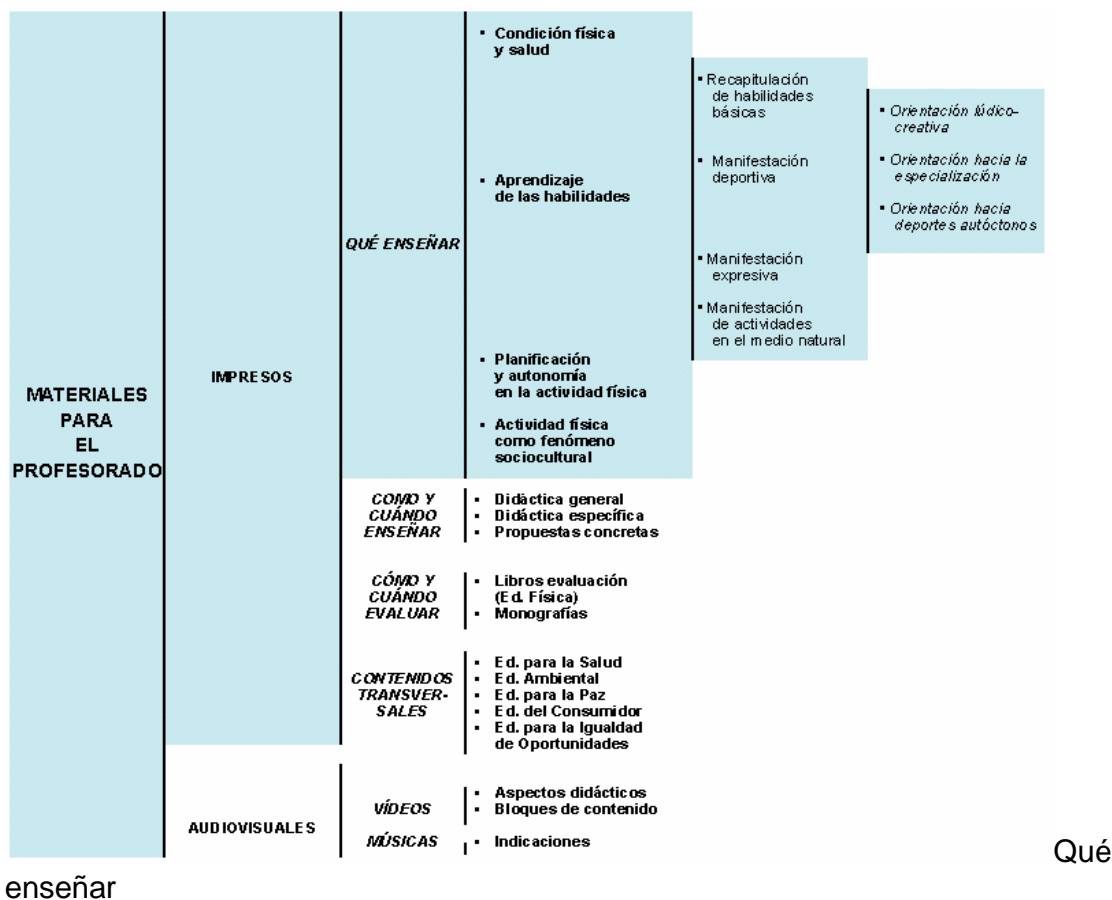 MATERIALES
PARA
EL
PROFESORADO
IMPRESOS
QUÉ ENSEÑAR
▪ Condición física
y salud
▪ Aprendizaje
de las habilidades
▪ Recapitulación
de habilidades
básicas
▪ Manifestación
deportiva
▪ Orientación lúdico-
creativa
▪ Orientación hacia la
especialización
▪ Orientación hacia
deportes autóctonos
▪ Manifestación
expresiva
▪ Manifestación
de actividades
en el medio natural
▪ Planificación
y autonomía
en la actividad física
▪ Actividad física
como fenómeno
sociocultural
COMO Y
CUÁNDO
ENSEÑAR
▪ Didáctica general
▪ Didáctica específica
▪ Propuestas concretas
CÓMO Y
CUÁNDO
EVALUAR
▪ Libros evaluación
(Ed. Física)
▪ Monografías
CONTENIDOS
TRANSVER-
SALES
▪ Ed. para la Salud
▪ Ed. Ambiental
▪ Ed. para la Paz
▪ Ed. del Consumidor
▪ Ed. para la Igualdad
de Oportunidades
AUDIOVISUALES
VÍDEOS
▪ Aspectos didácticos
▪ Bloques de contenido
MÚSICAS
▪ Indicaciones
Qué
enseñar